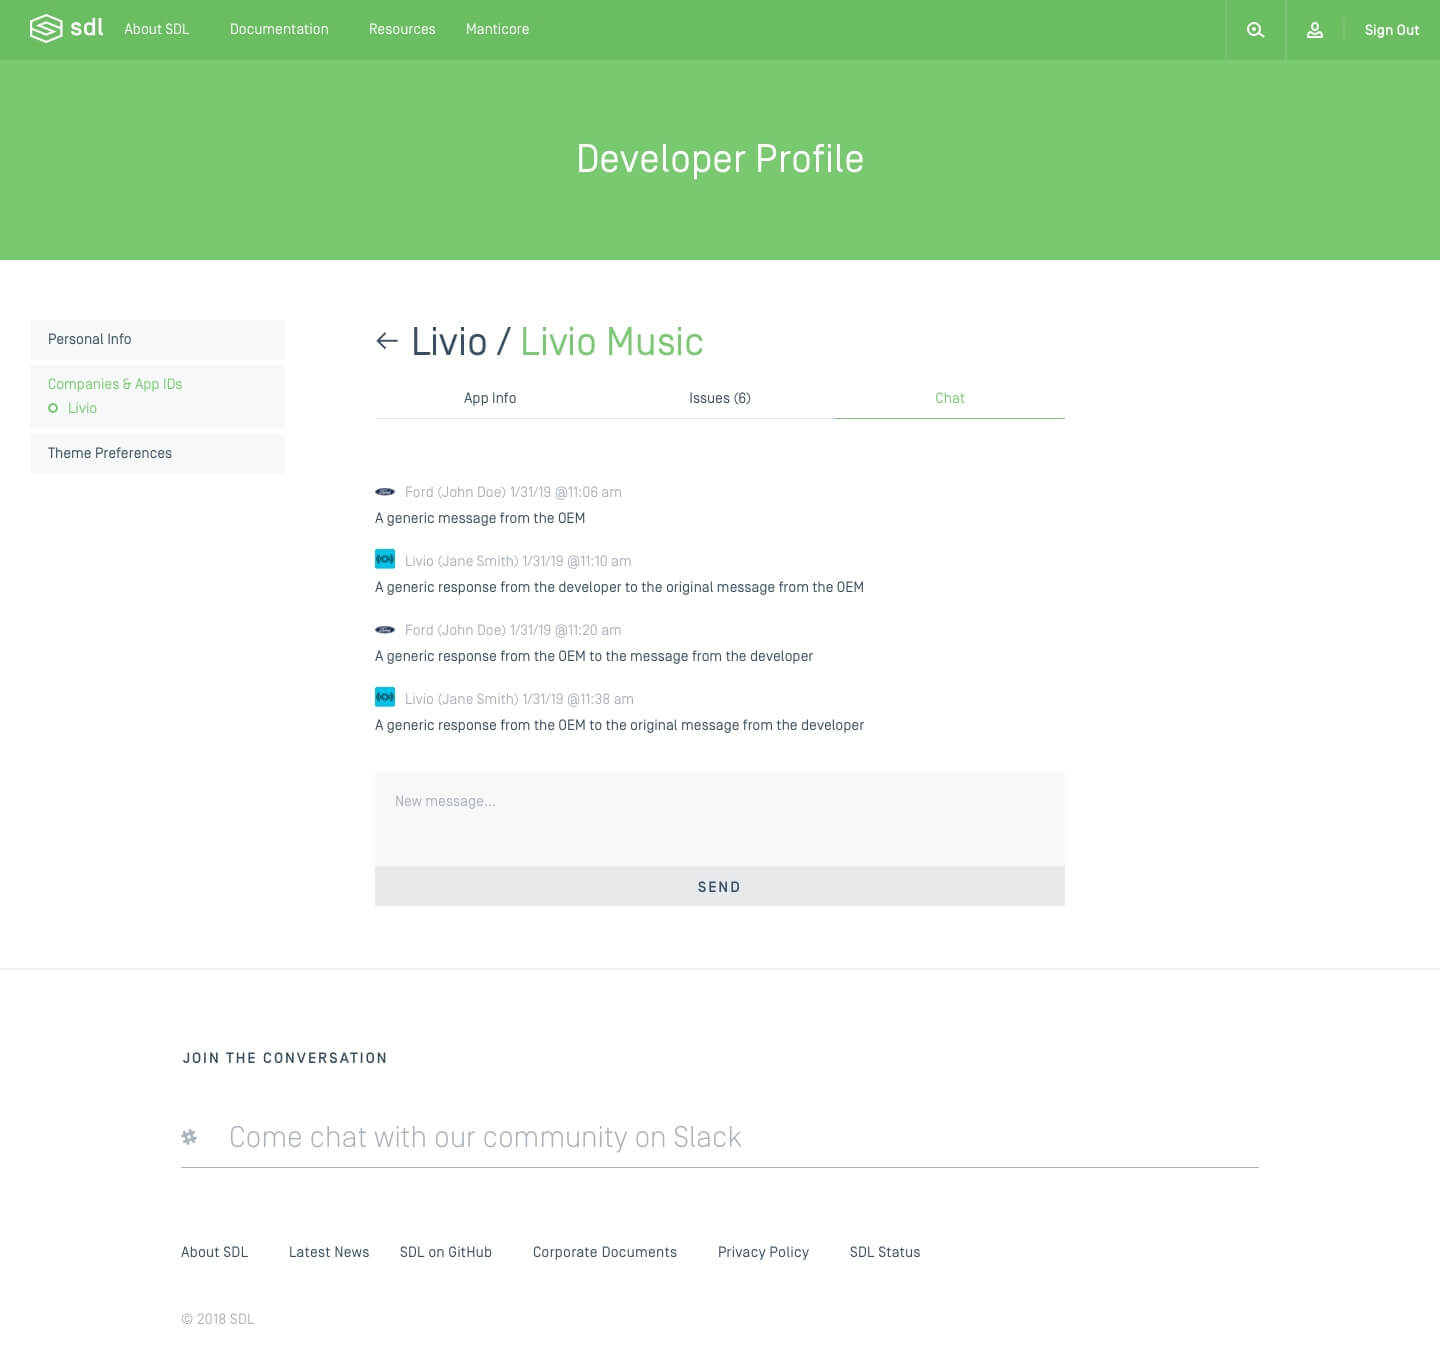 sdl About SDL Documentation Resources Manticore Sign Out
Developer Profile
Personal Info
Companies & App IDs
Livio
Theme Preferences
Livio / Livio Music
App Info Issues (6) Chat
Ford (John Doe) 1/31/19 @11:06 am
A generic message from the OEM
Livio (Jane Smith) 1/31/19 @11:10 am
A generic response from the developer to the original message from the OEM
Ford (John Doe) 1/31/19 @11:20 am
A generic response from the OEM to the message from the developer
Livio (Jane Smith) 1/31/19 @11:38 am
A generic response from the OEM to the original message from the developer
New message...
SEND
JOIN THE CONVERSATION
Come chat with our community on Slack
About SDL Latest News SDL on GitHub Corporate Documents Privacy Policy SDL Status
© 2018 SDL